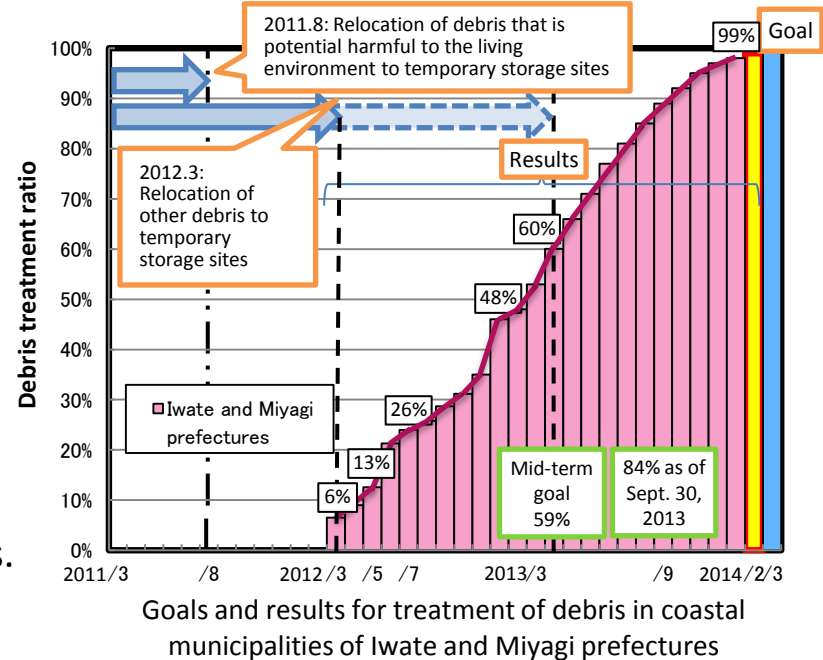 2011.8: Relocation of debris that is
potential harmful to the living
environment to temporary storage sites
99%
Goal
2012.3:
Relocation of
other debris to
temporary
storage sites
Results
Debris treatment ratio
100%
90%
80%
70%
60%
50%
40%
30%
20%
10%
0%
60%
48%
26%
13%
6%
Iwate and Miyagi
prefectures
Mid-term
goal
59%
84% as of
Sept. 30,
2013
s.
2011/3 /8 2012/3 /5 /7 2013/3 /9 2014/2/3
Goals and results for treatment of debris in coastal
municipalities of Iwate and Miyagi prefectures